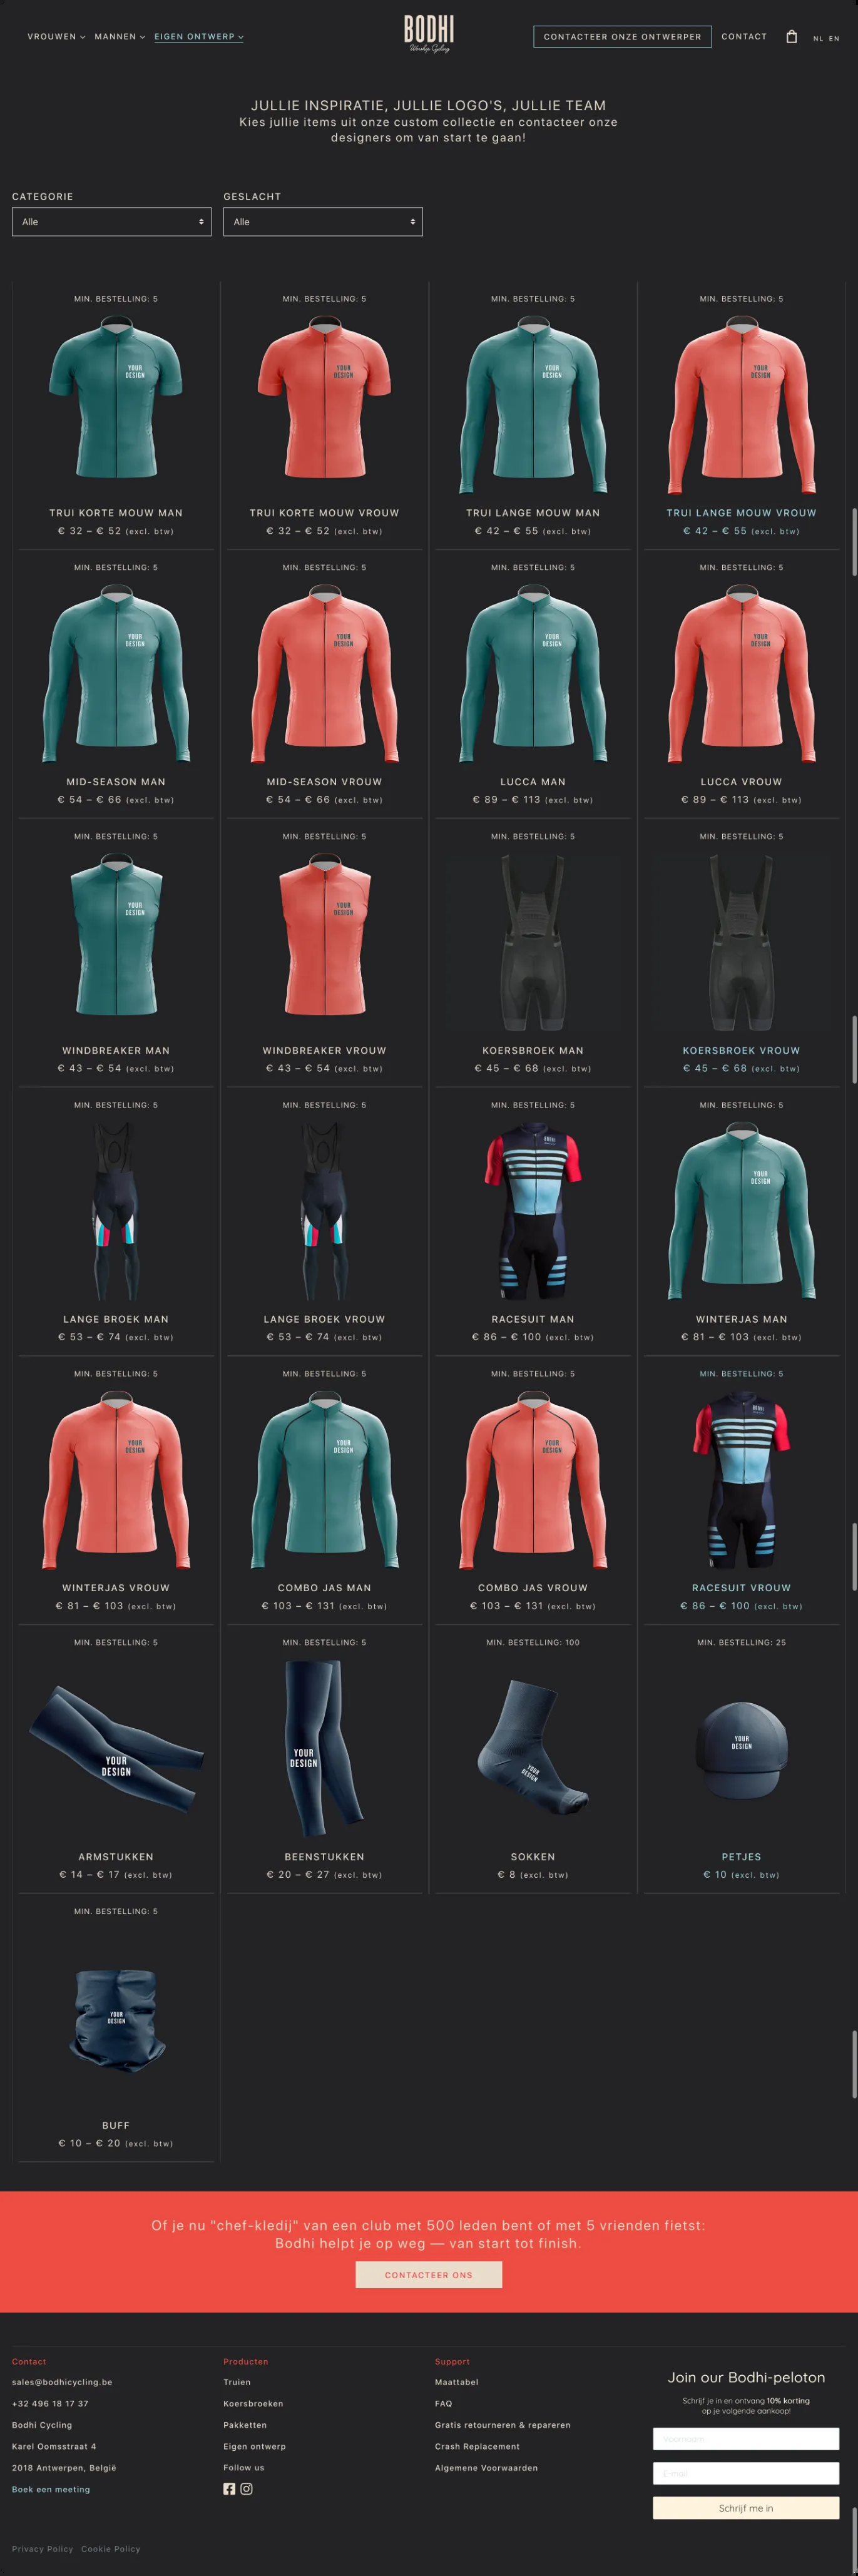 VROUWEN MANNEN EIGEN ONTWERP
BODHI
Worship Cycling
CONTACTEER ONZE ONTWERPER CONTACT NL EN
JULLIE INSPIRATIE, JULLIE LOGO'S, JULLIE TEAM
Kies jullie items uit onze custom collectie en contacteer onze
designers om van start te gaan!
CATEGORIE GESLACHT
Alle Alle
MIN. BESTELLING: 5 MIN. BESTELLING: 5 MIN. BESTELLING: 5 MIN. BESTELLING: 5
YOUR YOUR YOUR YOUR
DESIGN DESIGN DESIGN DESIGN
TRUI KORTE MOUW MAN TRUI KORTE MOUW VROUW TRUI LANGE MOUW MAN TRUI LANGE MOUW VROUW
€ 32 – € 52 (excl. btw) € 32 – € 52 (excl. btw) € 42 – € 55 (excl. btw) € 42 – € 55 (excl. btw)
MIN. BESTELLING: 5 MIN. BESTELLING: 5 MIN. BESTELLING: 5 MIN. BESTELLING: 5
YOUR YOUR YOUR YOUR
DESIGN DESIGN DESIGN DESIGN
MID-SEASON MAN MID-SEASON VROUW LUCCA MAN LUCCA VROUW
€ 54 – € 66 (excl. btw) € 54 – € 66 (excl. btw) € 89 – € 113 (excl. btw) € 89 – € 113 (excl. btw)
MIN. BESTELLING: 5 MIN. BESTELLING: 5 MIN. BESTELLING: 5 MIN. BESTELLING: 5
YOUR YOUR
DESIGN DESIGN
WINDBREAKER MAN WINDBREAKER VROUW KOERSBROEK MAN KOERSBROEK VROUW
€ 43 – € 54 (excl. btw) € 43 – € 54 (excl. btw) € 45 – € 68 (excl. btw) € 45 – € 68 (excl. btw)
MIN. BESTELLING: 5 MIN. BESTELLING: 5 MIN. BESTELLING: 5 MIN. BESTELLING: 5
BODHI
YOUR
DESIGN
LANGE BROEK MAN LANGE BROEK VROUW RACESUIT MAN WINTERJAS MAN
€ 53 – € 74 (excl. btw) € 53 – € 74 (excl. btw) € 86 – € 100 (excl. btw) € 81 – € 103 (excl. btw)
MIN. BESTELLING: 5 MIN. BESTELLING: 5 MIN. BESTELLING: 5 MIN. BESTELLING: 5
BODHI
YOUR YOUR YOUR
DESIGN DESIGN DESIGN
WINTERJAS VROUW COMBO JAS MAN COMBO JAS VROUW RACESUIT VROUW
€ 81 – € 103 (excl. btw) € 103 – € 131 (excl. btw) € 103 – € 131 (excl. btw) € 86 – € 100 (excl. btw)
MIN. BESTELLING: 5 MIN. BESTELLING: 5 MIN. BESTELLING: 100 MIN. BESTELLING: 25
YOUR YOUR YOUR YOUR
DESIGN DESIGN DESIGN DESIGN
ARMSTUKKEN BEENSTUKKEN SOKKEN PETJES
€ 14 – € 17 (excl. btw) € 20 – € 27 (excl. btw) € 8 (excl. btw) € 10 (excl. btw)
MIN. BESTELLING: 5
YOUR
DESIGN
BUFF
€ 10 – € 20 (excl. btw)
Of je nu "chef-kledij" van een club met 500 leden bent of met 5 vrienden fietst:
Bodhi helpt je op weg — van start tot finish.
CONTACTEER ONS
Contact
sales@bodhicycling.be
+32 496 18 17 37
Bodhi Cycling
Karel Oomsstraat 4
2018 Antwerpen, België
Boek een meeting
Producten
Truien
Koersbroeken
Pakketten
Eigen ontwerp
Follow us
Support
Maattabel
FAQ
Gratis retourneren & repareren
Crash Replacement
Algemene Voorwaarden
Join our Bodhi-peloton
Schrijf je in en ontvang 10% korting
op je volgende aankoop!
Voornaam
E-mail
Schrijf me in
Privacy Policy Cookie Policy